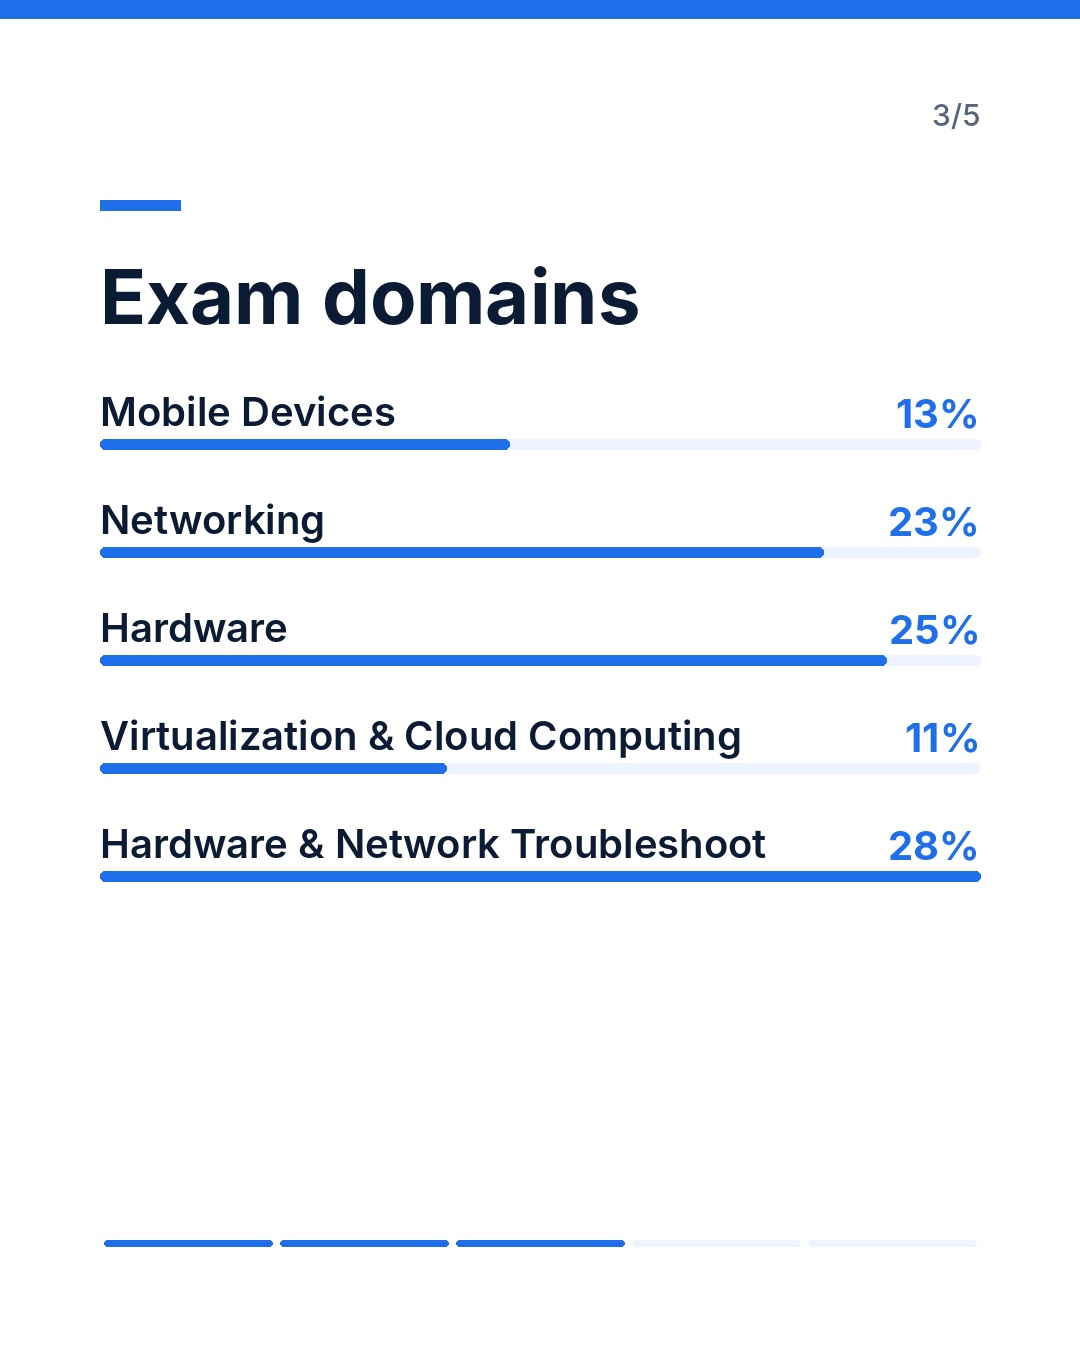 3/5
Exam domains
Mobile Devices 13%
Networking 23%
Hardware 25%
Virtualization & Cloud Computing 11%
Hardware & Network Troubleshoot 28%